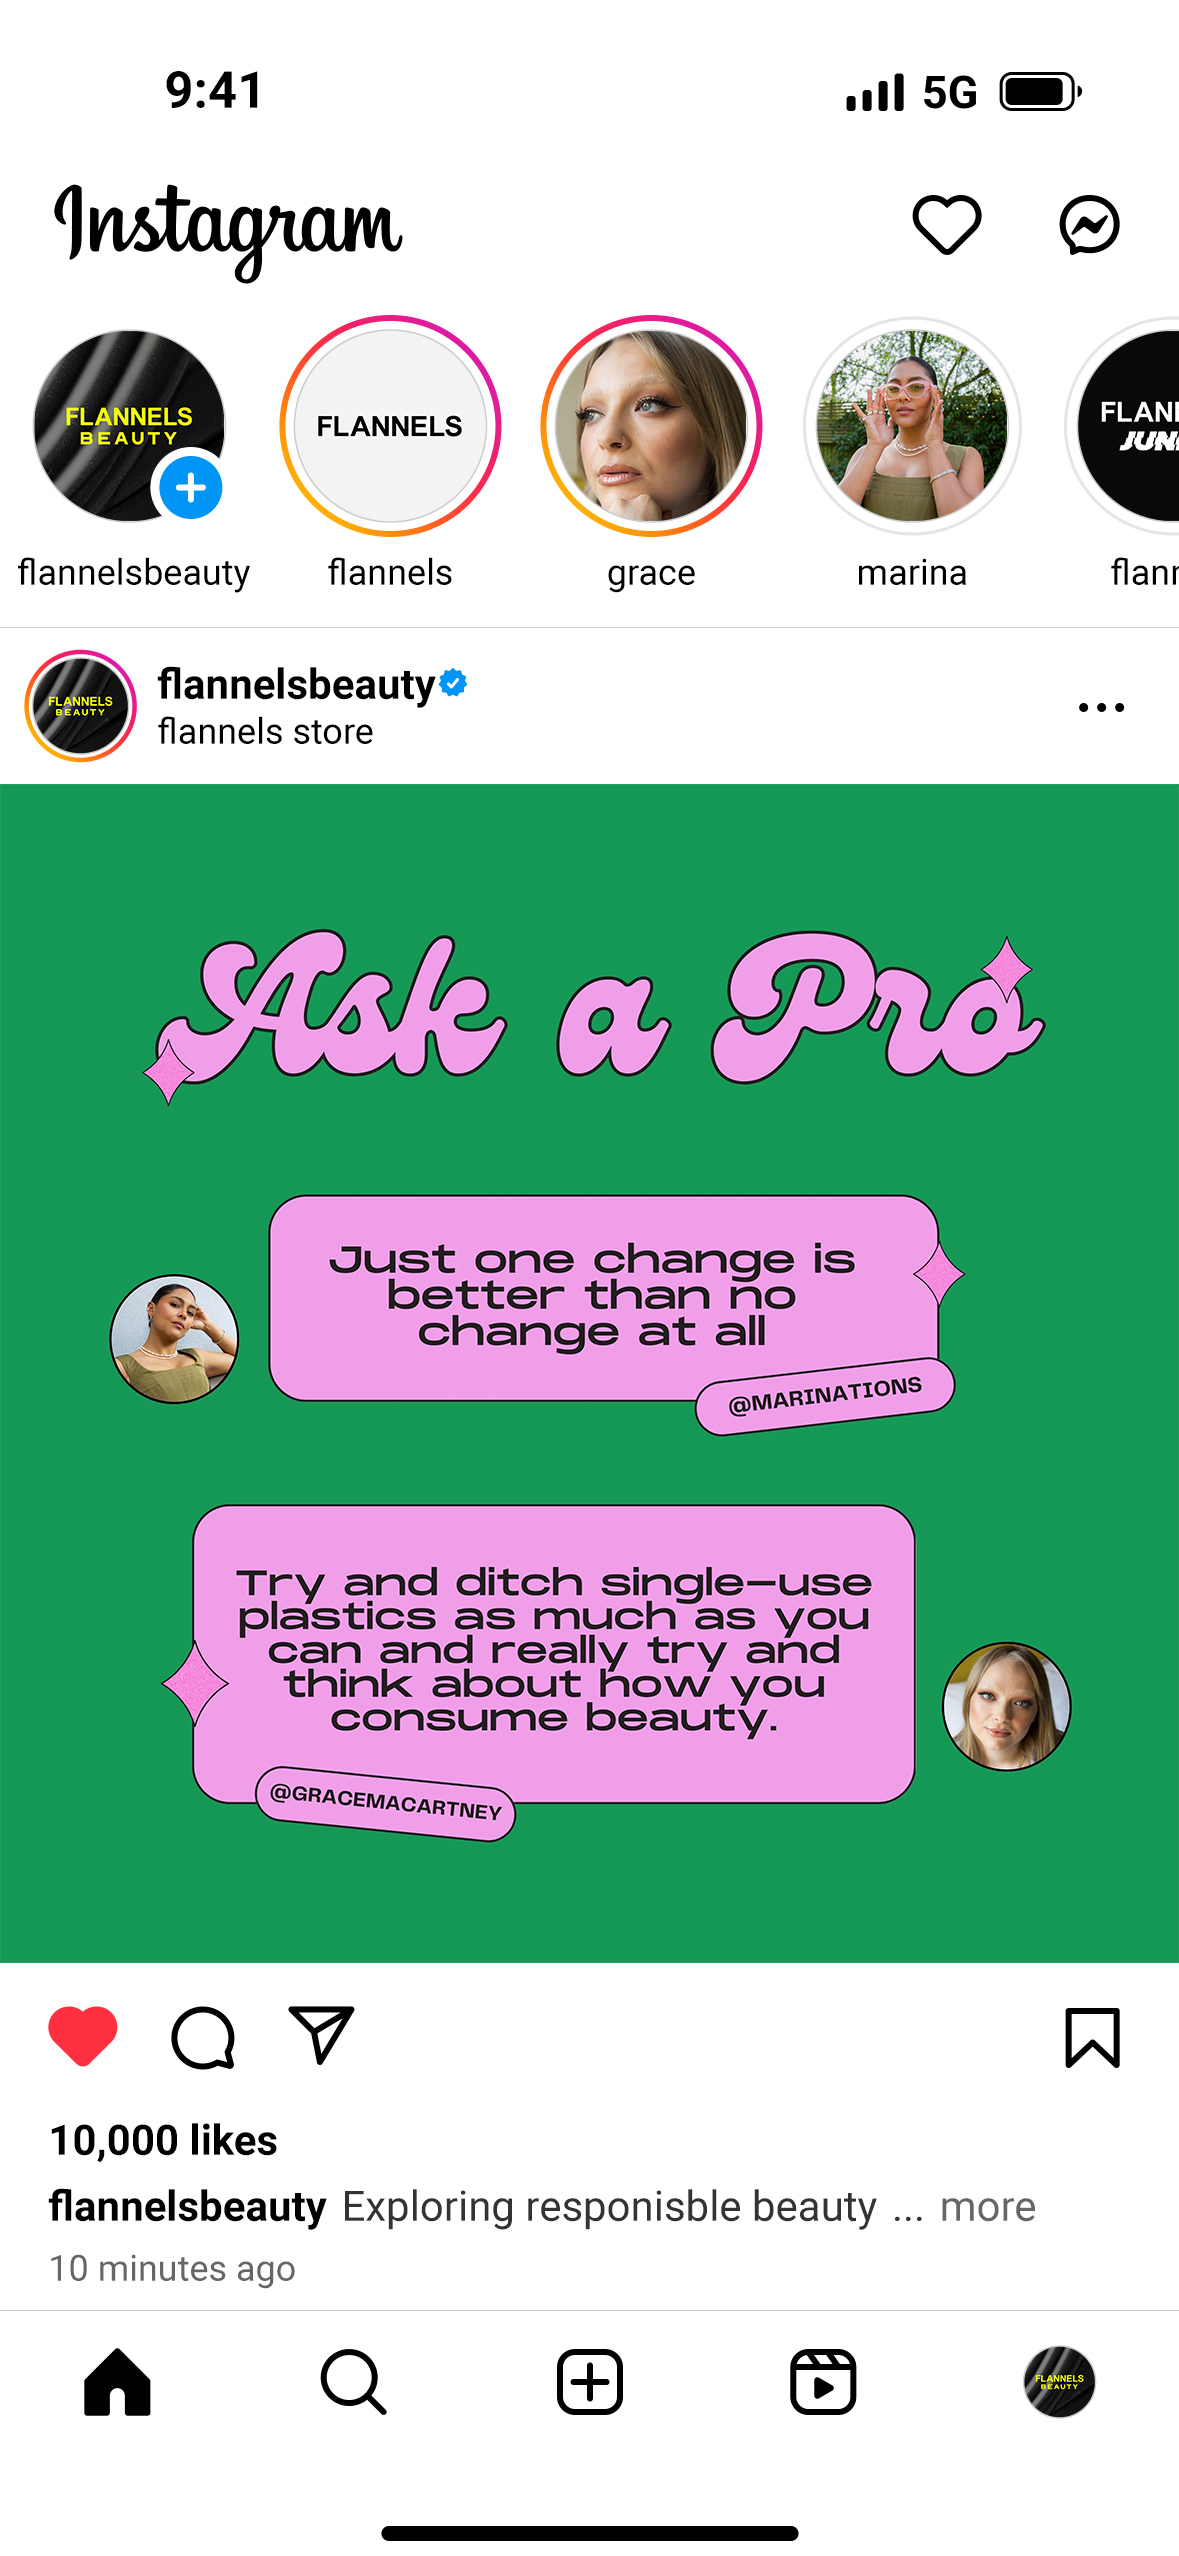 9:41
5G
Instagram
FLANNELS
BEAUTY
FLANNELS
FLANN
JUNI
flannelsbeauty
flannels
grace
marina
flann
FLANNELS
BEAUTY
flannelsbeauty
flannels store
Ask a Pro
Just one change is
better than no
change at all
@MARINATIONS
Try and ditch single-use
plastics as much as you
can and really try and
think about how you
consume beauty.
@GRACEMACARTNEY
10,000 likes
flannelsbeauty Exploring responisble beauty ... more
10 minutes ago
FLANNELS
BEAUTY